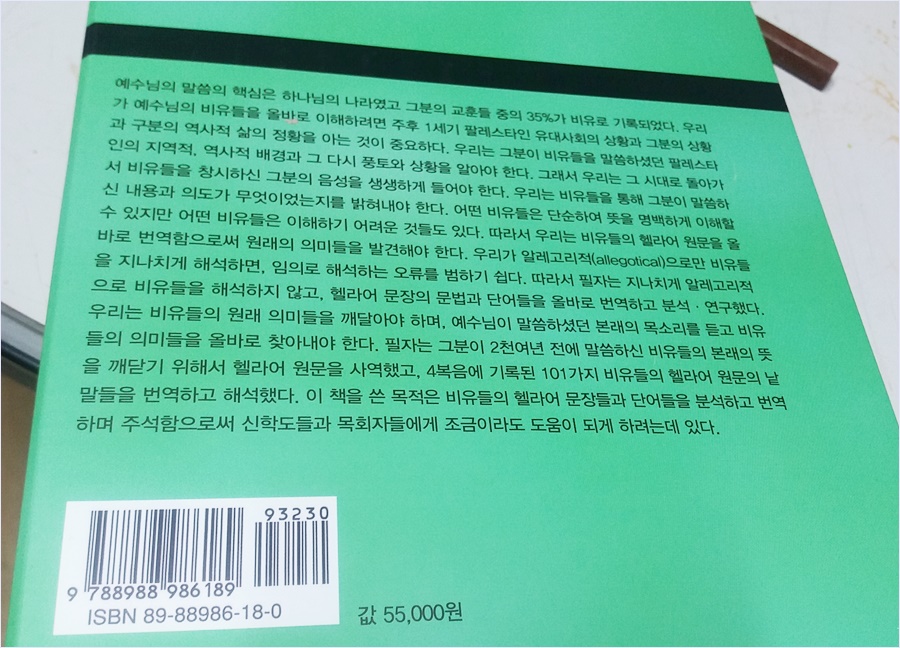 예수님의 말씀의 핵심은 하나님의 나라였고 그분의 교훈들 중의 35%가 비유로 기록되었다. 우리
가 예수님의 비유들을 올바로 이해하려면 주후 1세기 팔레스타인 유대사회의 상황과 그분의 상황
과 구분의 역사적 삶의 정황을 아는 것이 중요하다. 우리는 그분이 비유들을 말씀하셨던 팔레스타
인의 지역적, 역사적 배경과 그 다시 풍토와 상황을 알아야 한다. 그래서 우리는 그 시대로 돌아가
서 비유들을 창시하신 그분의 음성을 생생하게 들어야 한다. 우리는 비유들을 통해 그분이 말씀하
신 내용과 의도가 무엇이었는지를 밝혀내야 한다. 어떤 비유들은 단순하여 뜻을 명백하게 이해할
수 있지만 어떤 비유들은 이해하기 어려운 것들도 있다. 따라서 우리는 비유들의 헬라어 원문을 올
바로 번역함으로써 원래의 의미들을 발견해야 한다. 우리가 알레고리적(allegotical)으로만 비유들
을 지나치게 해석하면, 임의로 해석하는 오류를 범하기 쉽다. 따라서 필자는 지나치게 알레고리적
으로 비유들을 해석하지 않고, 헬라어 문장의 문법과 단어들을 올바로 번역하고 분석 · 연구했다.
우리는 비유들의 원래 의미들을 깨달아야 하며, 예수님이 말씀하셨던 본래의 목소리를 듣고 비유
들의 의미들을 올바로 찾아내야 한다. 필자는 그분이 2천여년 전에 말씀하신 비유들의 본래의 뜻
을 깨닫기 위해서 헬라어 원문을 사역했고, 4복음에 기록된 101가지 비유들의 헬라어 원문의 낱
말들을 번역하고 해석했다. 이 책을 쓴 목적은 비유들의 헬라어 문장들과 단어들을 분석하고 번역
하며 주석함으로써 신학도들과 목회자들에게 조금이라도 도움이 되게 하려는데 있다.
93230
9 788988 986189
ISBN 89-88986-18-0
값 55,000원